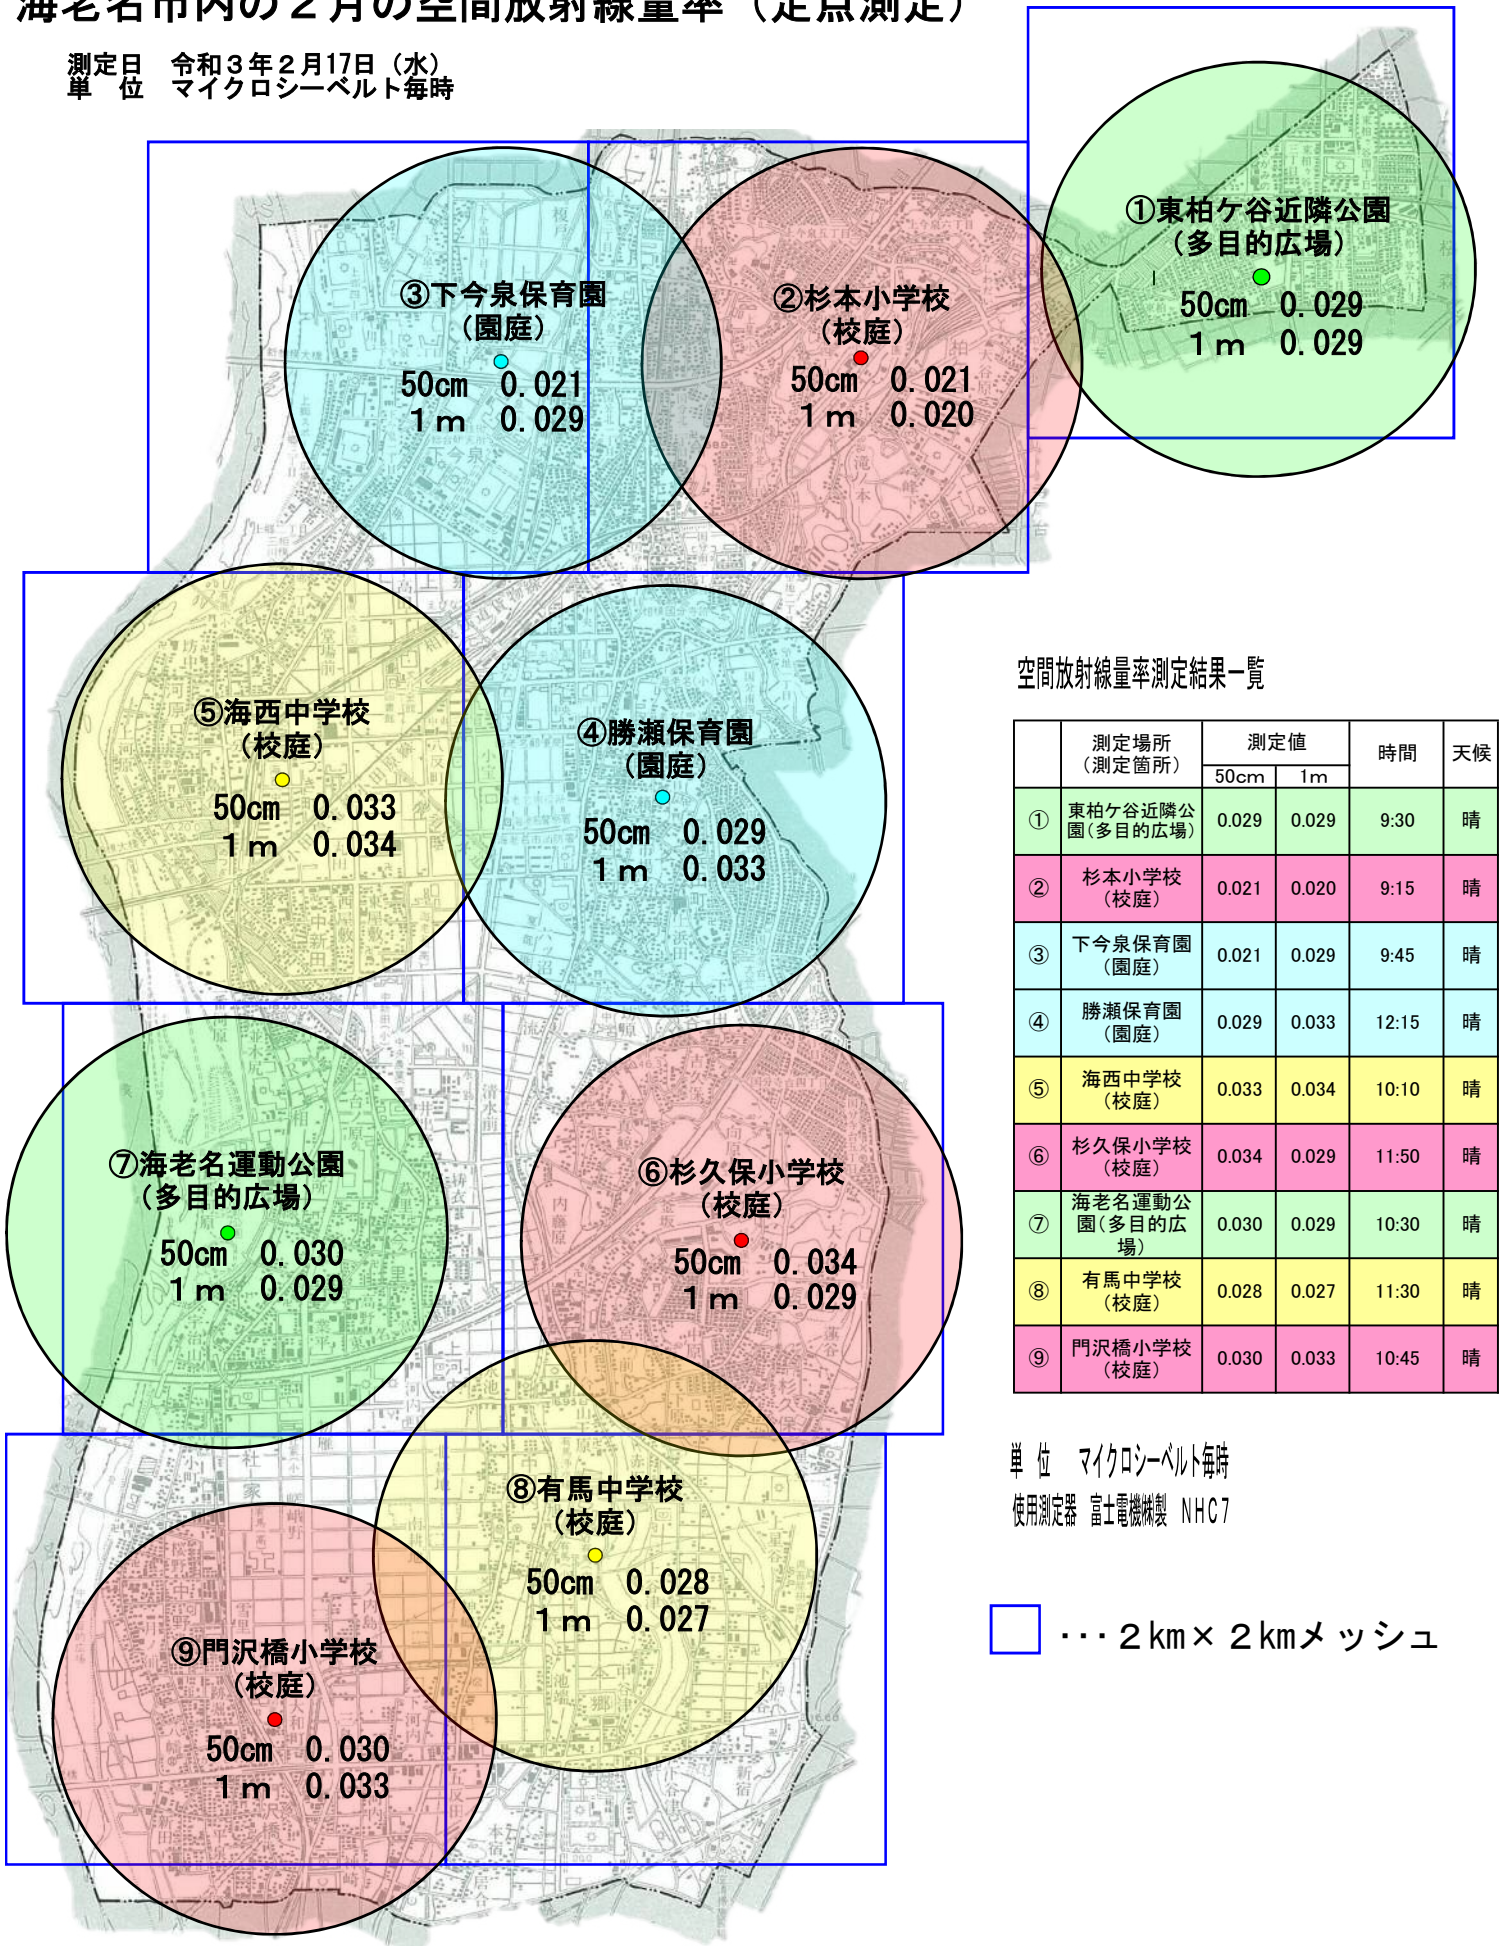 海老名市内の２月の空間放射線量率（定点測定）
測定日　令和３年２月17日（水）
単　位　マイクロシーベルト毎時
①東柏ケ谷近隣公園
（多目的広場）
50cm　0.029
１ｍ　0.029
③下今泉保育園
（園庭）
50cm　0.021
１ｍ　0.029
②杉本小学校
（校庭）
50cm　0.021
１ｍ　0.020
⑤海西中学校
（校庭）
50cm　0.033
１ｍ　0.034
④勝瀬保育園
（園庭）
50cm　0.029
１ｍ　0.033
⑦海老名運動公園
（多目的広場）
50cm　0.030
１ｍ　0.029
⑥杉久保小学校
（校庭）
50cm　0.034
１ｍ　0.029
⑧有馬中学校
（校庭）
50cm　0.028
１ｍ　0.027
⑨門沢橋小学校
（校庭）
50cm　0.030
１ｍ　0.033
空間放射線量率測定結果一覧
測定場所
（測定箇所）
測定値
50cm　1m
時間
天候
①　東柏ケ谷近隣公
園(多目的広場)　0.029　0.029　9:30　晴
②　杉本小学校
（校庭）　0.021　0.020　9:15　晴
③　下今泉保育園
（園庭）　0.021　0.029　9:45　晴
④　勝瀬保育園
（園庭）　0.029　0.033　12:15　晴
⑤　海西中学校
（校庭）　0.033　0.034　10:10　晴
⑥　杉久保小学校
（校庭）　0.034　0.029　11:50　晴
⑦　海老名運動公
園(多目的広
場)　0.030　0.029　10:30　晴
⑧　有馬中学校
（校庭）　0.028　0.027　11:30　晴
⑨　門沢橋小学校
（校庭）　0.030　0.033　10:45　晴
単　位　マイクロシーベルト毎時
使用測定器　富士電機㈱製　ＮＨＣ７
･･･２km×２kmメッシュ